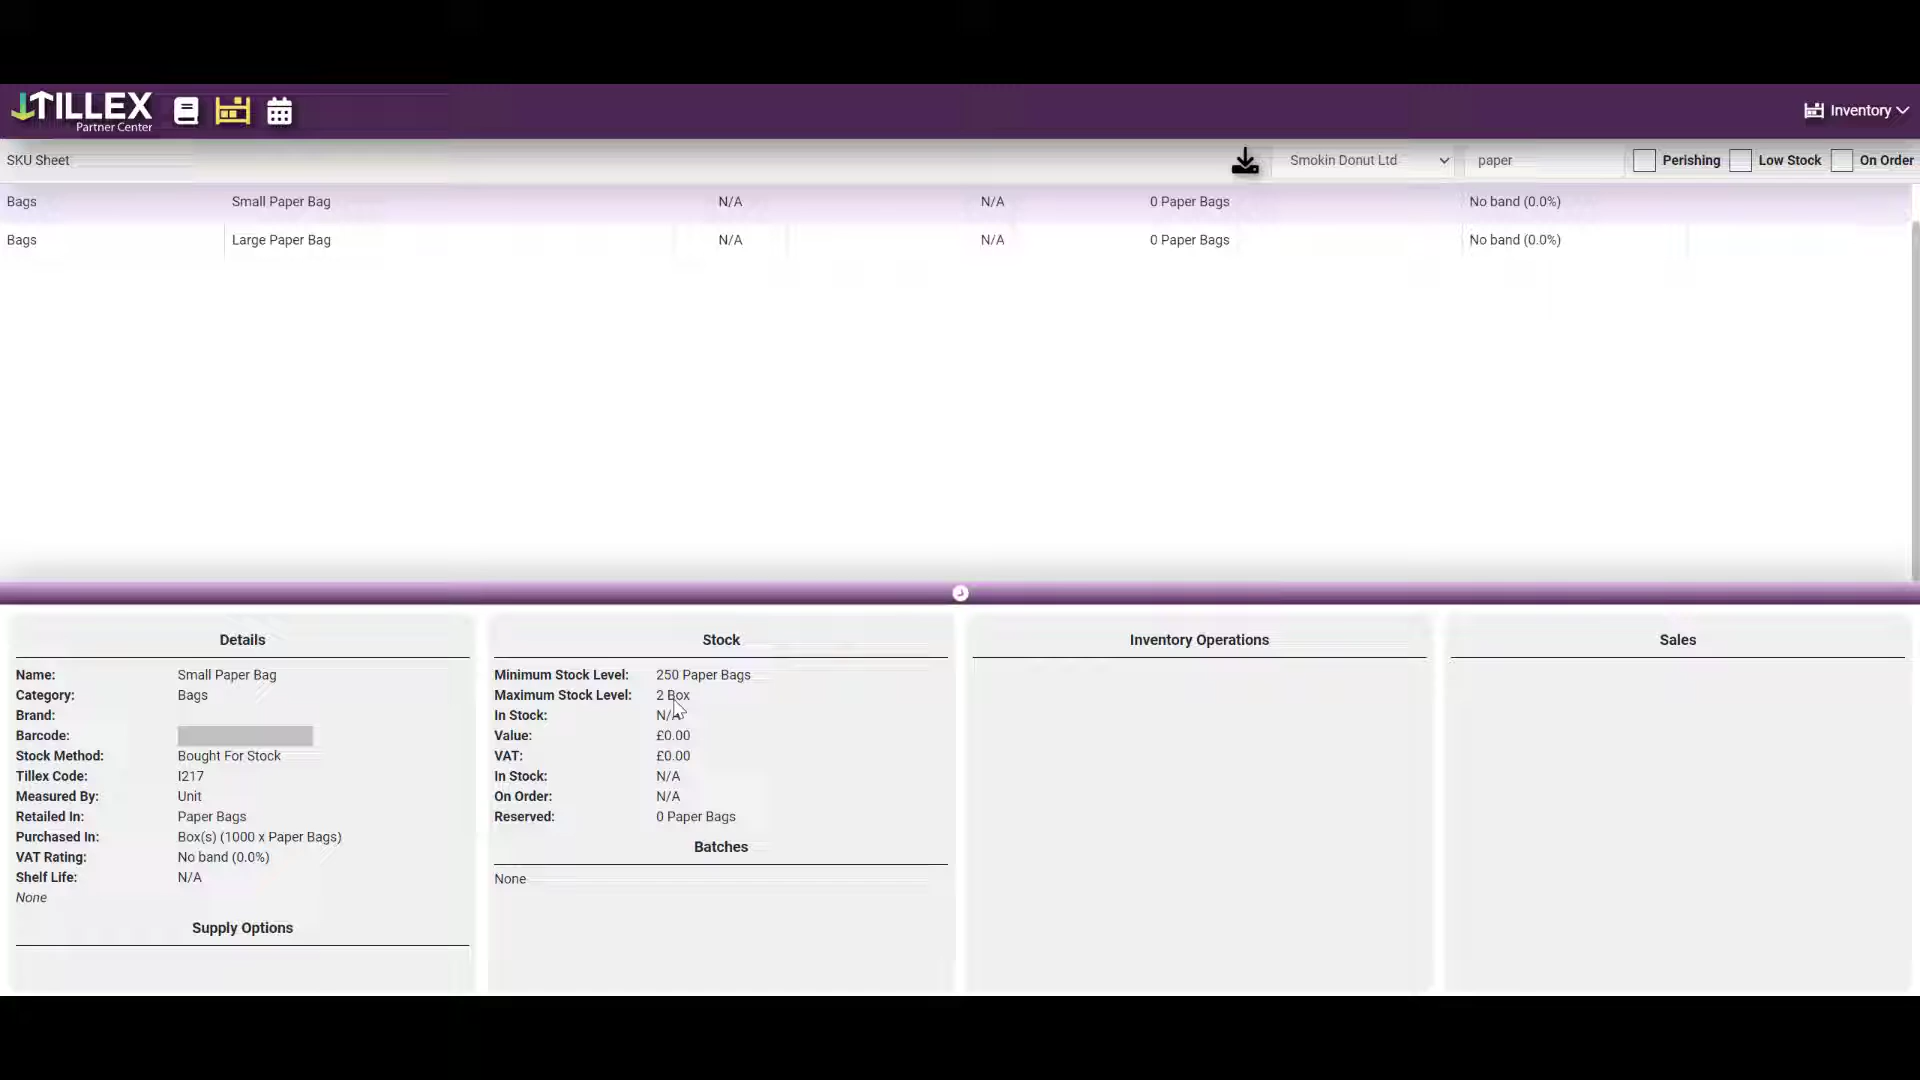 TILLEX
Partner Center
Inventory
SKU Sheet
Smokin Donut Ltd
paper
Perishing
Low Stock
On Order
Bags Small Paper Bag N/A N/A 0 Paper Bags No band (0.0%)
Bags Large Paper Bag N/A N/A 0 Paper Bags No band (0.0%)
Details
Name: Small Paper Bag
Category: Bags
Brand:
Barcode:
Stock Method: Bought For Stock
Tillex Code: I217
Measured By: Unit
Retailed In: Paper Bags
Purchased In: Box(s) (1000 x Paper Bags)
VAT Rating: No band (0.0%)
Shelf Life: N/A
None
Supply Options
Stock
Minimum Stock Level: 250 Paper Bags
Maximum Stock Level: 2 Box
In Stock: N/A
Value: £0.00
VAT: £0.00
In Stock: N/A
On Order: N/A
Reserved: 0 Paper Bags
Batches
None
Inventory Operations
Sales